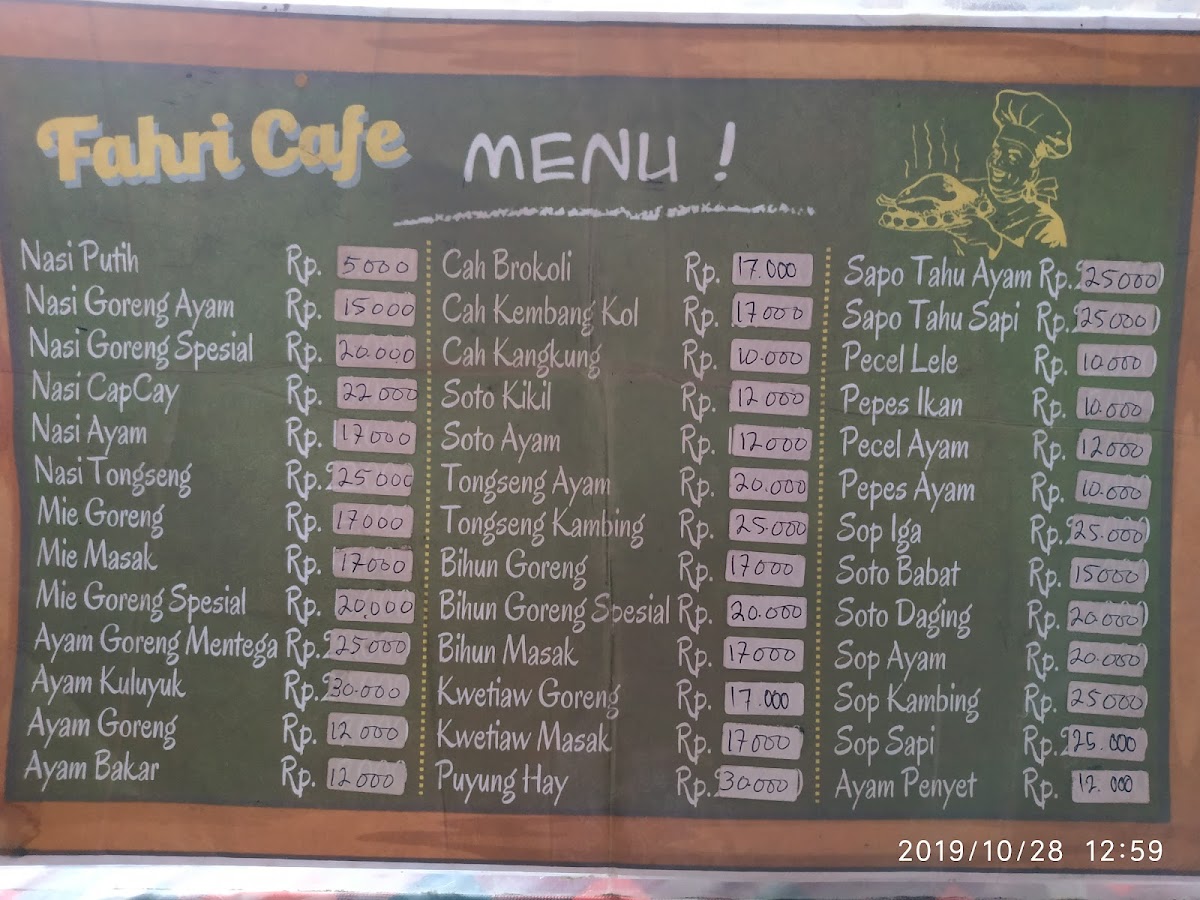 Fahri Cafe
MENU !
Nasi Putih Rp. 5000
Nasi Goreng Ayam Rp. 15000
Nasi Goreng Spesial Rp. 20.000
Nasi CapCay Rp. 22000
Nasi Ayam Rp. 17000
Nasi Tongseng Rp. 25000
Mie Goreng Rp. 17000
Mie Masak Rp. 17000
Mie Goreng Spesial Rp. 20.000
Ayam Goreng Mentega Rp. 25000
Ayam Kuluyuk Rp. 30.000
Ayam Goreng Rp. 12000
Ayam Bakar Rp. 12000
Cah Brokoli Rp. 17.000
Cah Kembang Kol Rp. 17000
Cah Kangkung Rp. 10.000
Soto Kikil Rp. 12000
Soto Ayam Rp. 12000
Tongseng Ayam Rp. 20.000
Tongseng Kambing Rp. 25.000
Bihun Goreng Rp. 17000
Bihun Goreng Spesial Rp. 20.000
Bihun Masak Rp. 17000
Kwetiaw Goreng Rp. 17.000
Kwetiaw Masak Rp. 17000
Puyung Hay Rp. 30.000
Sapo Tahu Ayam Rp. 25000
Sapo Tahu Sapi Rp. 25000
Pecel Lele Rp. 10.000
Pepes Ikan Rp. 10.000
Pecel Ayam Rp. 12000
Pepes Ayam Rp. 10.000
Sop Iga Rp. 25.000
Soto Babat Rp. 15000
Soto Daging Rp. 20.000
Sop Ayam Rp. 20.000
Sop Kambing Rp. 25000
Sop Sapi Rp. 25.000
Ayam Penyet Rp. 12.000
2019/10/28 12:59